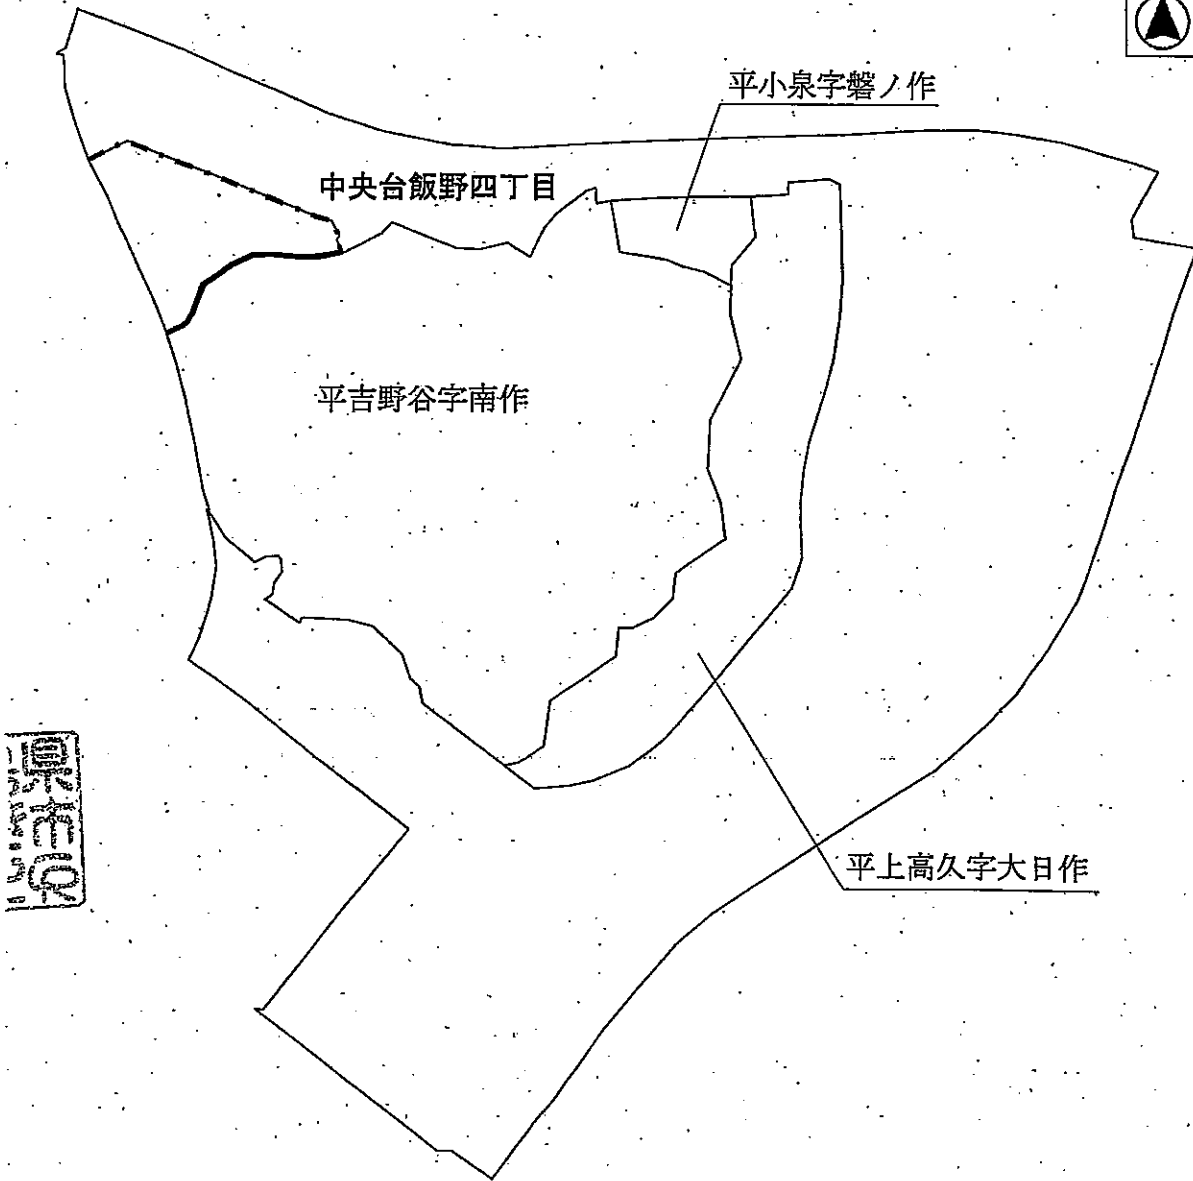 平小泉字磐ノ作
中央台飯野四丁目
平吉野谷字南作
平上高久字大日作